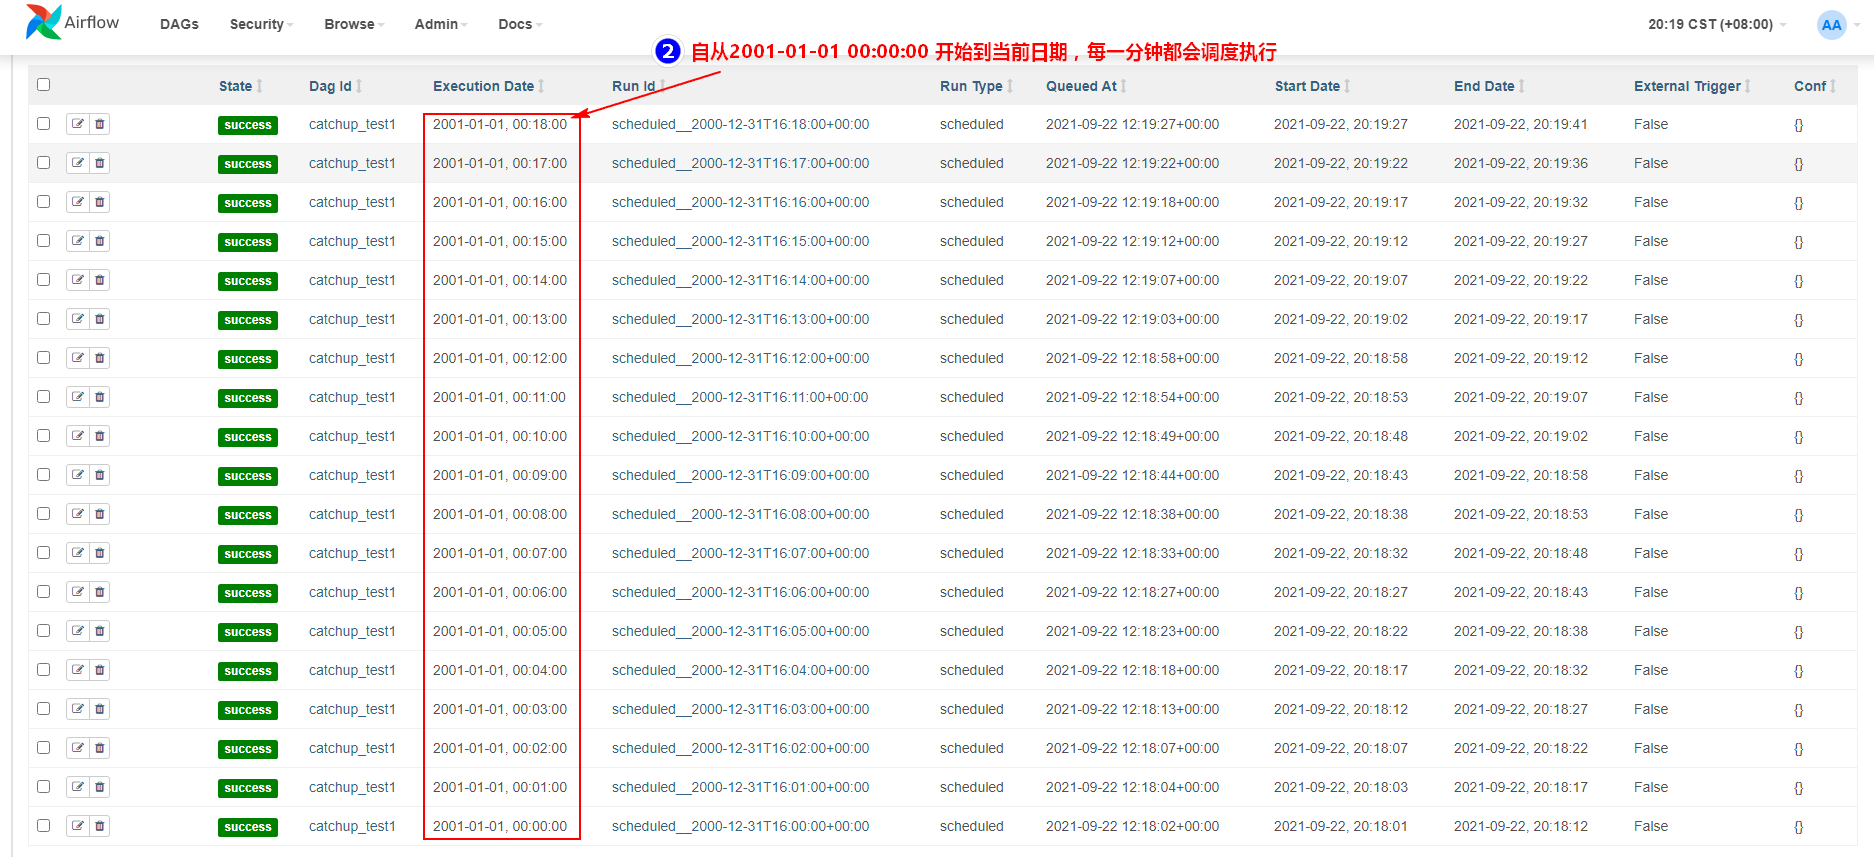 Airflow DAGs Security Browse Admin Docs 20:19 CST (+08:00) AA
2 自从2001-01-01 00:00:00 开始到当前日期，每一分钟都会调度执行
State Dag Id Execution Date Run Id Run Type Queued At Start Date End Date External Trigger Conf
success catchup_test1 2001-01-01, 00:18:00 scheduled__2000-12-31T16:18:00+00:00 scheduled 2021-09-22 12:19:27+00:00 2021-09-22, 20:19:27 2021-09-22, 20:19:41 False {}
success catchup_test1 2001-01-01, 00:17:00 scheduled__2000-12-31T16:17:00+00:00 scheduled 2021-09-22 12:19:22+00:00 2021-09-22, 20:19:22 2021-09-22, 20:19:36 False {}
success catchup_test1 2001-01-01, 00:16:00 scheduled__2000-12-31T16:16:00+00:00 scheduled 2021-09-22 12:19:18+00:00 2021-09-22, 20:19:17 2021-09-22, 20:19:32 False {}
success catchup_test1 2001-01-01, 00:15:00 scheduled__2000-12-31T16:15:00+00:00 scheduled 2021-09-22 12:19:12+00:00 2021-09-22, 20:19:12 2021-09-22, 20:19:27 False {}
success catchup_test1 2001-01-01, 00:14:00 scheduled__2000-12-31T16:14:00+00:00 scheduled 2021-09-22 12:19:07+00:00 2021-09-22, 20:19:07 2021-09-22, 20:19:22 False {}
success catchup_test1 2001-01-01, 00:13:00 scheduled__2000-12-31T16:13:00+00:00 scheduled 2021-09-22 12:19:03+00:00 2021-09-22, 20:19:02 2021-09-22, 20:19:17 False {}
success catchup_test1 2001-01-01, 00:12:00 scheduled__2000-12-31T16:12:00+00:00 scheduled 2021-09-22 12:18:58+00:00 2021-09-22, 20:18:58 2021-09-22, 20:19:12 False {}
success catchup_test1 2001-01-01, 00:11:00 scheduled__2000-12-31T16:11:00+00:00 scheduled 2021-09-22 12:18:54+00:00 2021-09-22, 20:18:53 2021-09-22, 20:19:07 False {}
success catchup_test1 2001-01-01, 00:10:00 scheduled__2000-12-31T16:10:00+00:00 scheduled 2021-09-22 12:18:49+00:00 2021-09-22, 20:18:48 2021-09-22, 20:19:02 False {}
success catchup_test1 2001-01-01, 00:09:00 scheduled__2000-12-31T16:09:00+00:00 scheduled 2021-09-22 12:18:44+00:00 2021-09-22, 20:18:43 2021-09-22, 20:18:58 False {}
success catchup_test1 2001-01-01, 00:08:00 scheduled__2000-12-31T16:08:00+00:00 scheduled 2021-09-22 12:18:38+00:00 2021-09-22, 20:18:38 2021-09-22, 20:18:53 False {}
success catchup_test1 2001-01-01, 00:07:00 scheduled__2000-12-31T16:07:00+00:00 scheduled 2021-09-22 12:18:33+00:00 2021-09-22, 20:18:32 2021-09-22, 20:18:48 False {}
success catchup_test1 2001-01-01, 00:06:00 scheduled__2000-12-31T16:06:00+00:00 scheduled 2021-09-22 12:18:27+00:00 2021-09-22, 20:18:27 2021-09-22, 20:18:43 False {}
success catchup_test1 2001-01-01, 00:05:00 scheduled__2000-12-31T16:05:00+00:00 scheduled 2021-09-22 12:18:23+00:00 2021-09-22, 20:18:22 2021-09-22, 20:18:38 False {}
success catchup_test1 2001-01-01, 00:04:00 scheduled__2000-12-31T16:04:00+00:00 scheduled 2021-09-22 12:18:18+00:00 2021-09-22, 20:18:17 2021-09-22, 20:18:32 False {}
success catchup_test1 2001-01-01, 00:03:00 scheduled__2000-12-31T16:03:00+00:00 scheduled 2021-09-22 12:18:13+00:00 2021-09-22, 20:18:12 2021-09-22, 20:18:27 False {}
success catchup_test1 2001-01-01, 00:02:00 scheduled__2000-12-31T16:02:00+00:00 scheduled 2021-09-22 12:18:07+00:00 2021-09-22, 20:18:07 2021-09-22, 20:18:22 False {}
success catchup_test1 2001-01-01, 00:01:00 scheduled__2000-12-31T16:01:00+00:00 scheduled 2021-09-22 12:18:04+00:00 2021-09-22, 20:18:03 2021-09-22, 20:18:17 False {}
success catchup_test1 2001-01-01, 00:00:00 scheduled__2000-12-31T16:00:00+00:00 scheduled 2021-09-22 12:18:02+00:00 2021-09-22, 20:18:01 2021-09-22, 20:18:12 False {}